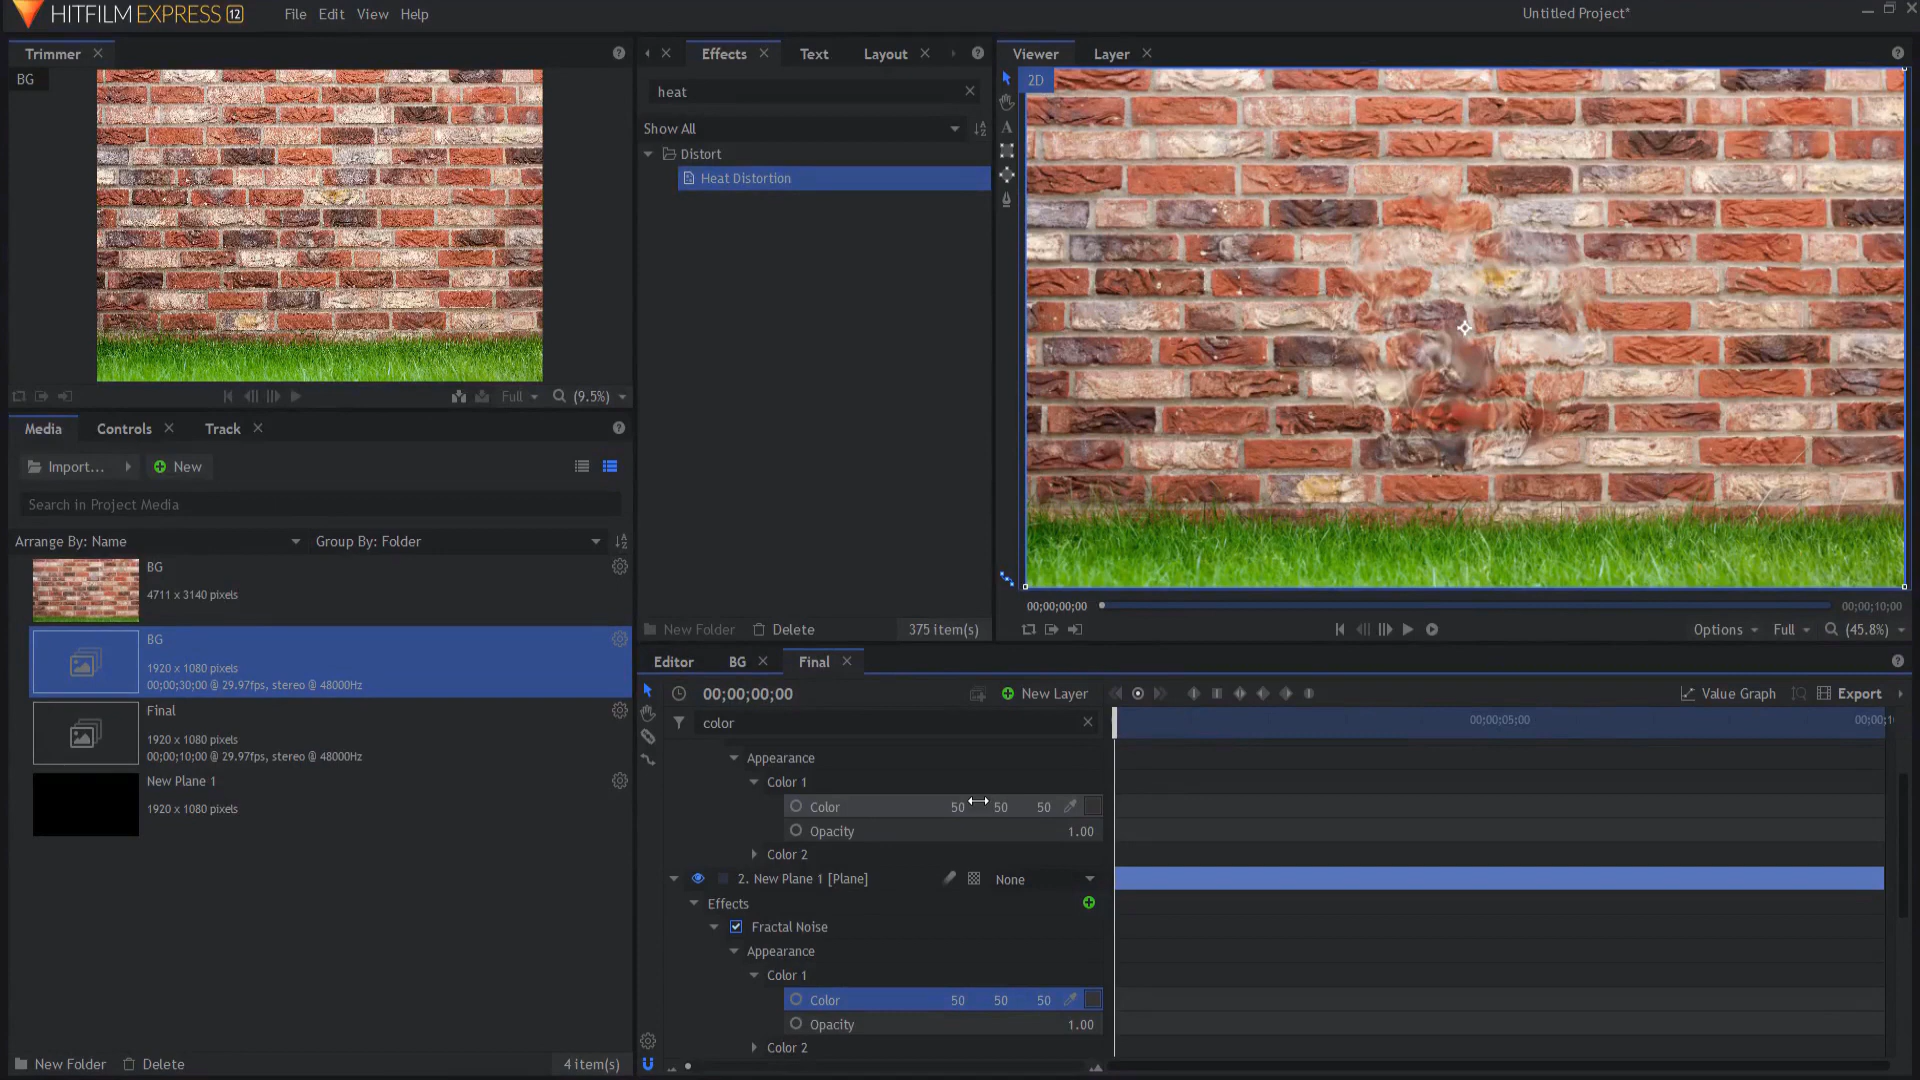 HITFILM EXPRESS 12 File Edit View Help Untitled Project*
Trimmer
BG
Effects Text Layout
heat
Show All
Distort
Heat Distortion
New Folder Delete 375 item(s)
Viewer Layer
2D
00;00;00;00 00;00;10;00
Options Full (45.8%)
Full (9.5%)
Media Controls Track
Import... New
Search in Project Media
Arrange By: Name Group By: Folder
BG
4711 x 3140 pixels
BG
1920 x 1080 pixels
00;00;30;00 @ 29.97fps, stereo @ 48000Hz
Final
1920 x 1080 pixels
00;00;10;00 @ 29.97fps, stereo @ 48000Hz
New Plane 1
1920 x 1080 pixels
New Folder Delete 4 item(s)
Editor BG Final
00;00;00;00 New Layer Value Graph Export
color
00;00;05;00
Appearance
Color 1
Color 50 50 50
Opacity 1.00
Color 2
2. New Plane 1 [Plane] None
Effects
Fractal Noise
Appearance
Color 1
Color 50 50 50
Opacity 1.00
Color 2